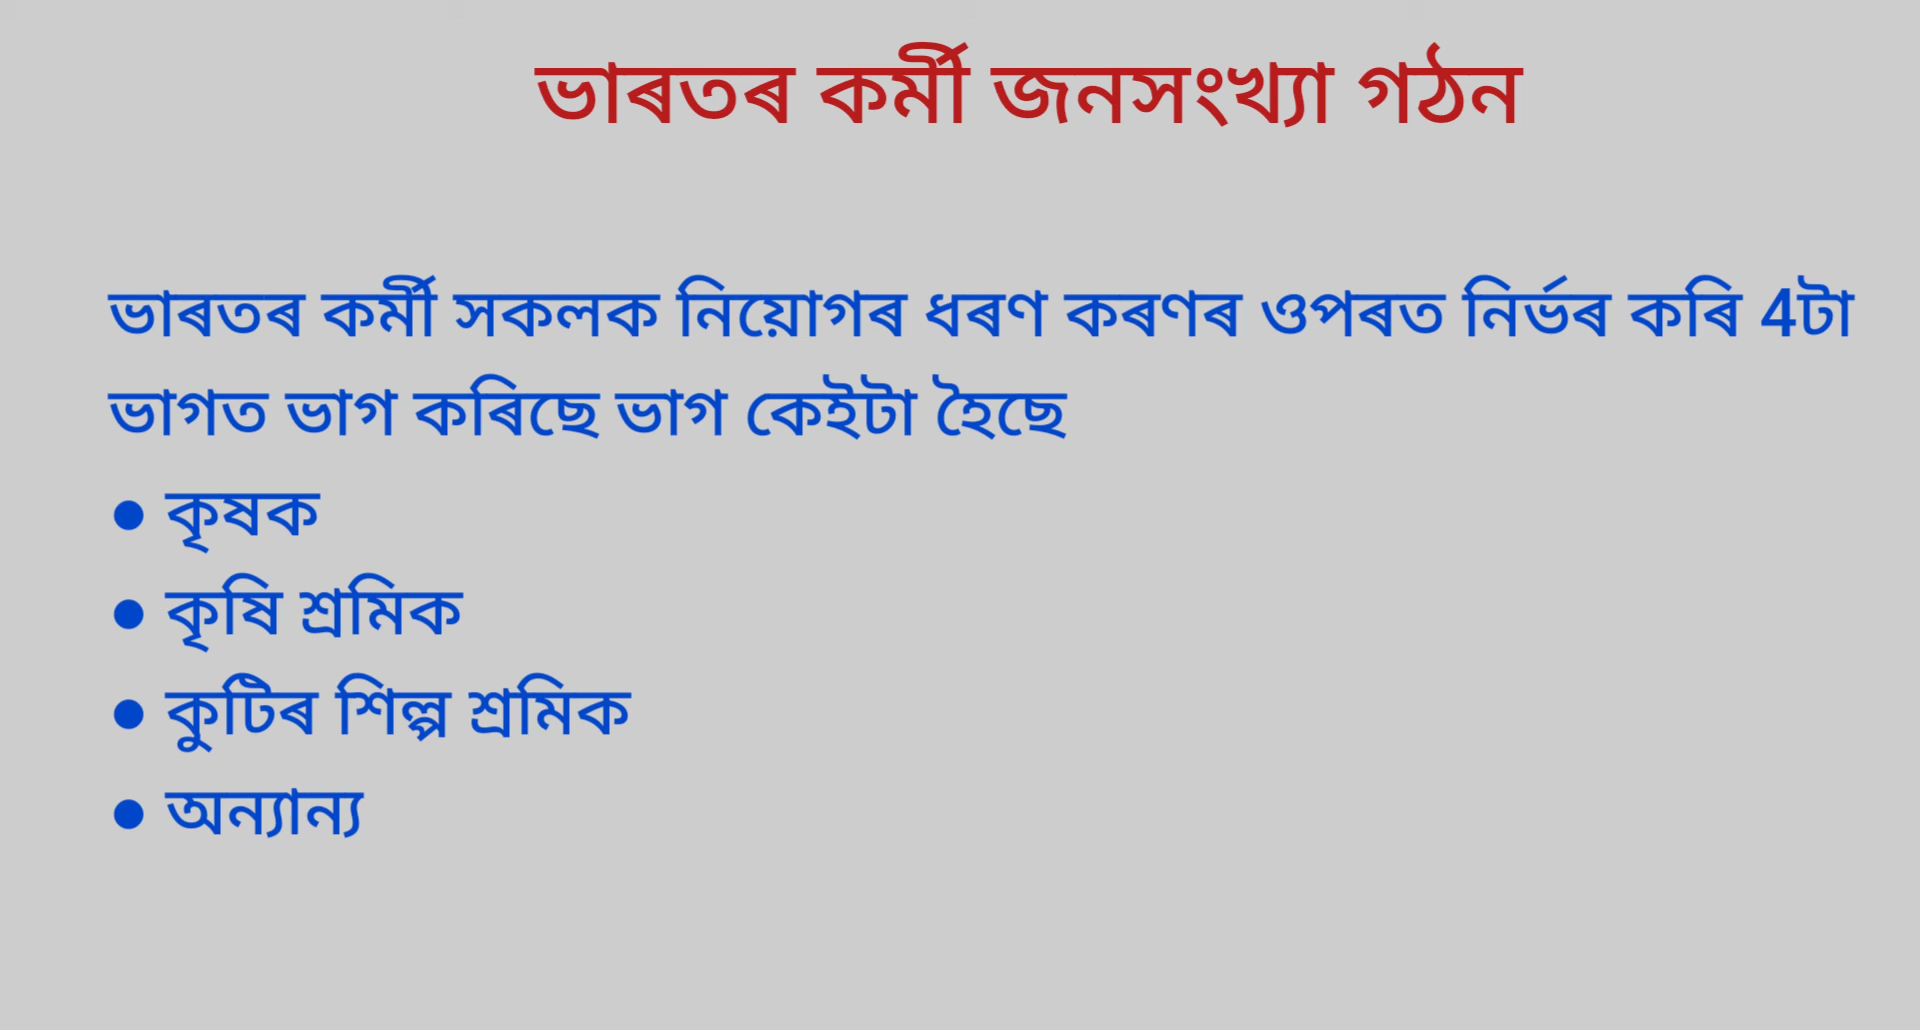 ভাৰতৰ কৰ্মী জনসংখ্যা গঠন
ভাৰতৰ কৰ্মী সকলক নিয়োগৰ ধৰণ কৰণৰ ওপৰত নিৰ্ভৰ কৰি 4টা
ভাগত ভাগ কৰিছে ভাগ কেইটা হৈছে
● কৃষক
● কৃষি শ্ৰমিক
● কুটিৰ শিল্প শ্ৰমিক
● অন্যান্য